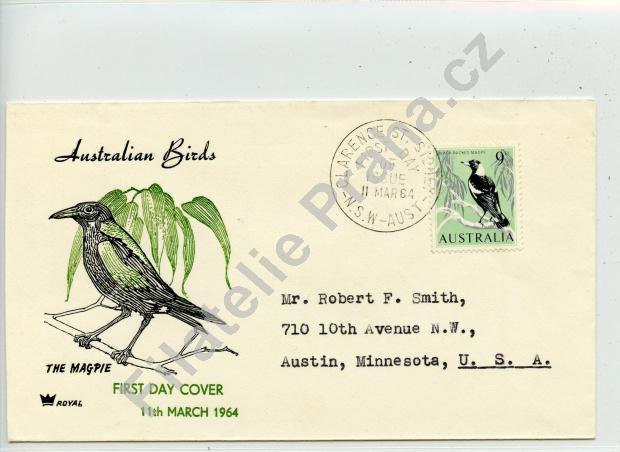 Australian Birds
THE MAGPIE
ROYAL
FIRST DAY COVER
11th MARCH 1964
CLARENCE ST. SYDNEY
FIRST DAY
ISSUE
11 MAR 64
N.S.W-AUST
BLACK-BACKED MAGPIE
9D
AUSTRALIA
Mr. Robert F. Smith,
710 10th Avenue N.W.,
Austin, Minnesota, U. S. A.
Filatelie Praha.cz